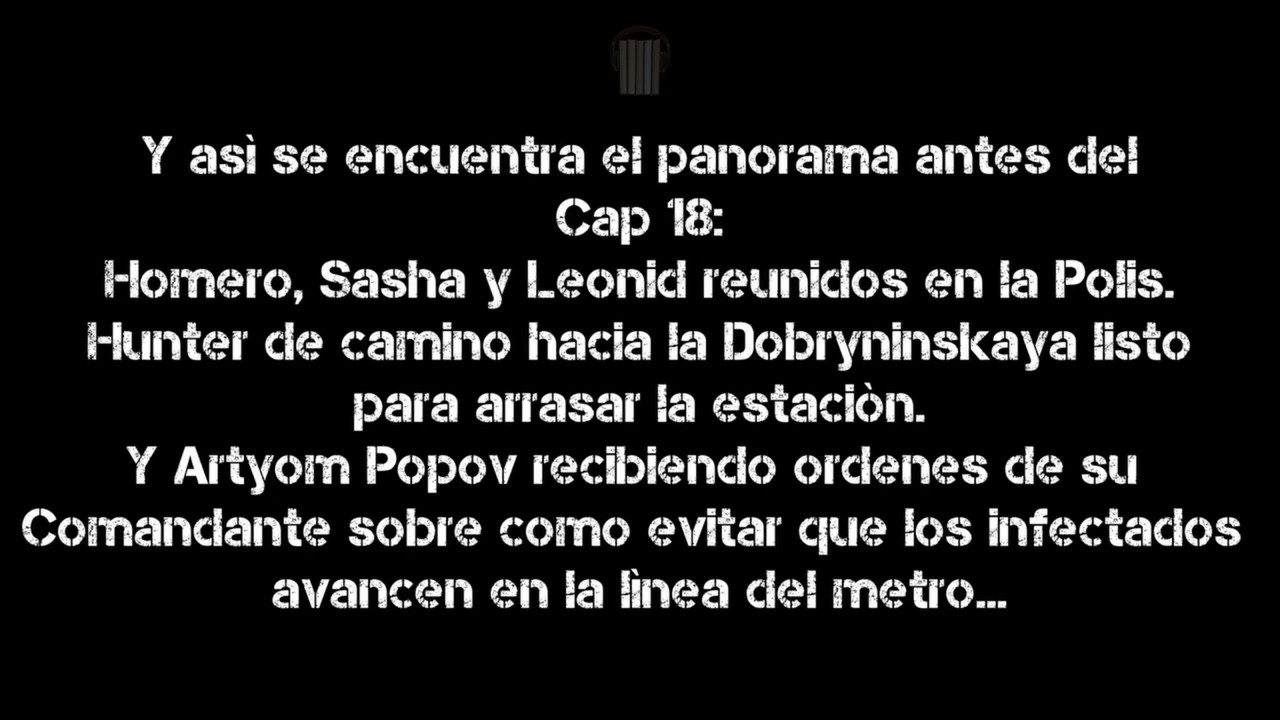 Y asì se encuentra el panorama antes del
Cap 18:
Homero, Sasha y Leonid reunidos en la Polis.
Hunter de camino hacia la Dobryninskaya listo
para arrasar la estaciòn.
Y Artyom Popov recibiendo ordenes de su
Comandante sobre como evitar que los infectados
avancen en la lìnea del metro...